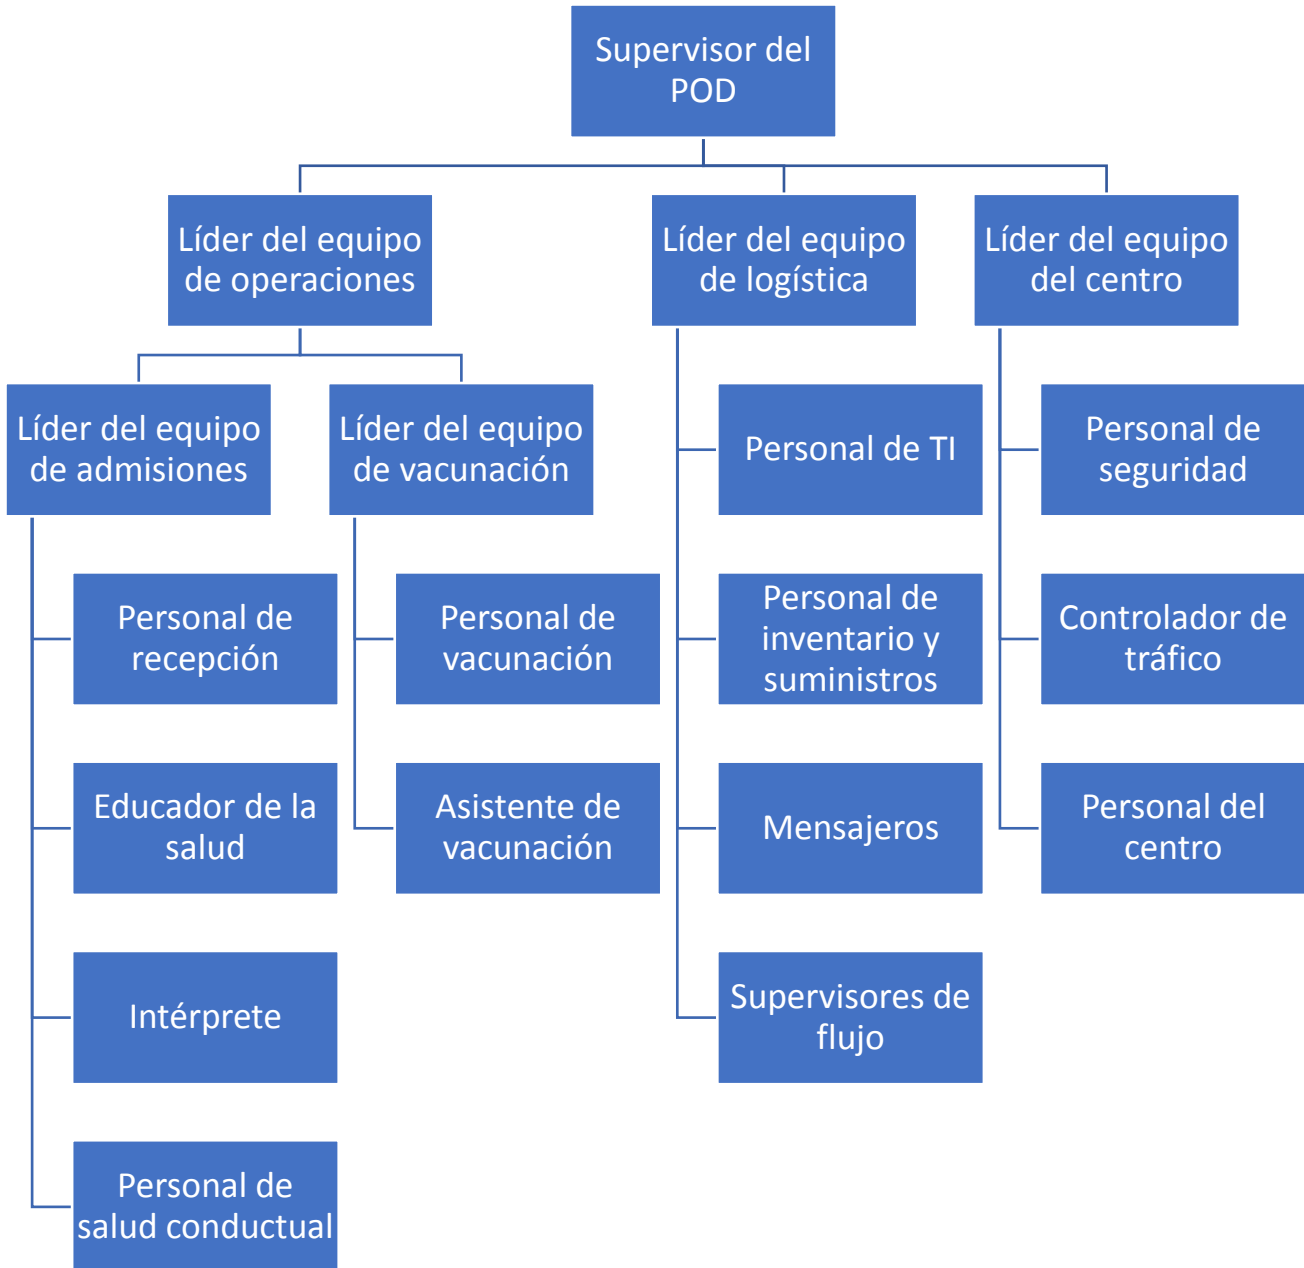 Supervisor del
POD
Líder del equipo
de operaciones
Líder del equipo
de logística
Líder del equipo
del centro
Líder del equipo
de admisiones
Líder del equipo
de vacunación
Personal de TI
Personal de
seguridad
Personal de
recepción
Personal de
vacunación
Personal de
inventario y
suministros
Controlador de
tráfico
Educador de la
salud
Asistente de
vacunación
Mensajeros
Personal del
centro
Intérprete
Supervisores de
flujo
Personal de
salud conductual